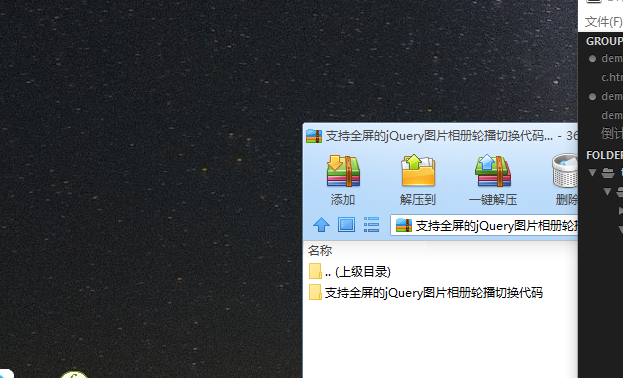 文件(F)
GROUP
dem
c.ht
dem
dem
倒计
FOLDER
支持全屏的jQuery图片相册轮播切换代码... - 36
添加
解压到
一键解压
删除
支持全屏的jQuery图片相册轮
名称
.. (上级目录)
支持全屏的jQuery图片相册轮播切换代码